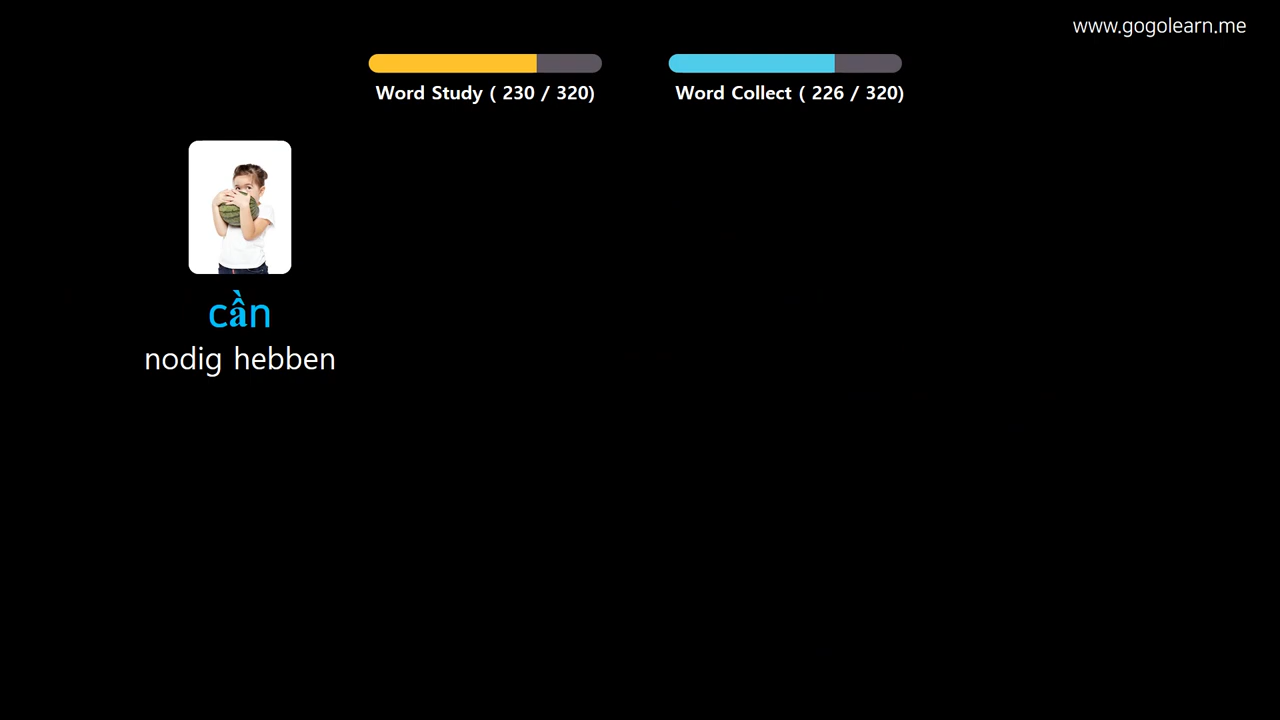 www.gogolearn.me
Word Study ( 230 / 320)
Word Collect ( 226 / 320)
cần
nodig hebben